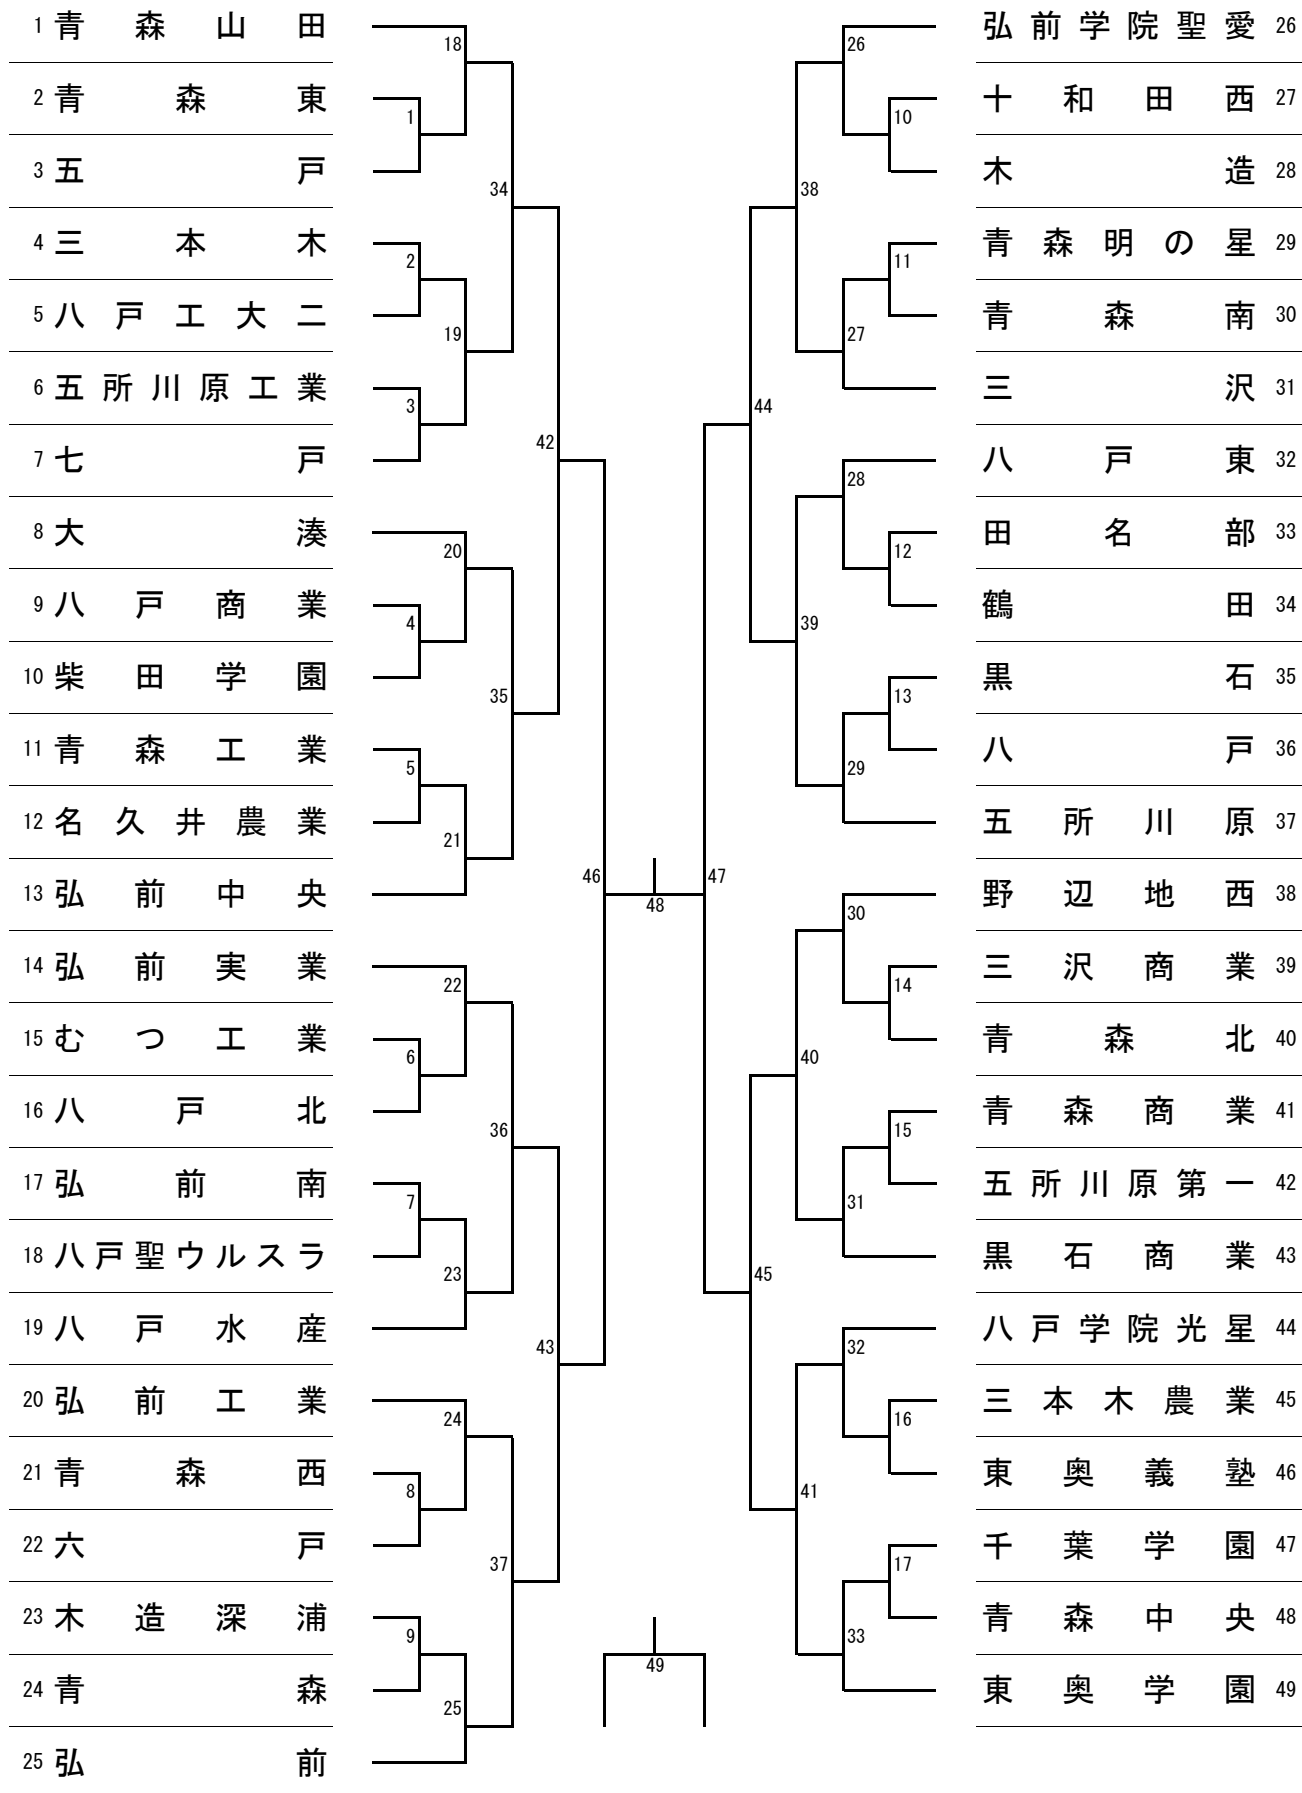 1 青森山田
2 青森東
3 五戸
4 三本木
5 八戸工大二
6 五所川原工業
7 七戸
8 大湊
9 八戸商業
10 柴田学園
11 青森工業
12 名久井農業
13 弘前中央
14 弘前実業
15 むつ工業
16 八戸北
17 弘前南
18 八戸聖ウルスラ
19 八戸水産
20 弘前工業
21 青森西
22 六戸
23 木造深浦
24 青森
25 弘前
18
1
34
2
19
3
42
20
4
35
5
21
46
22
6
36
7
23
43
24
8
37
9
25
48
49
47
26
10
38
11
27
44
28
12
39
13
29
30
14
40
15
31
45
32
16
41
17
33
弘前学院聖愛 26
十和田西 27
木造 28
青森明の星 29
青森南 30
三沢 31
八戸東 32
田名部 33
鶴田 34
黒石 35
八戸 36
五所川原 37
野辺地西 38
三沢商業 39
青森北 40
青森商業 41
五所川原第一 42
黒石商業 43
八戸学院光星 44
三本木農業 45
東奥義塾 46
千葉学園 47
青森中央 48
東奥学園 49